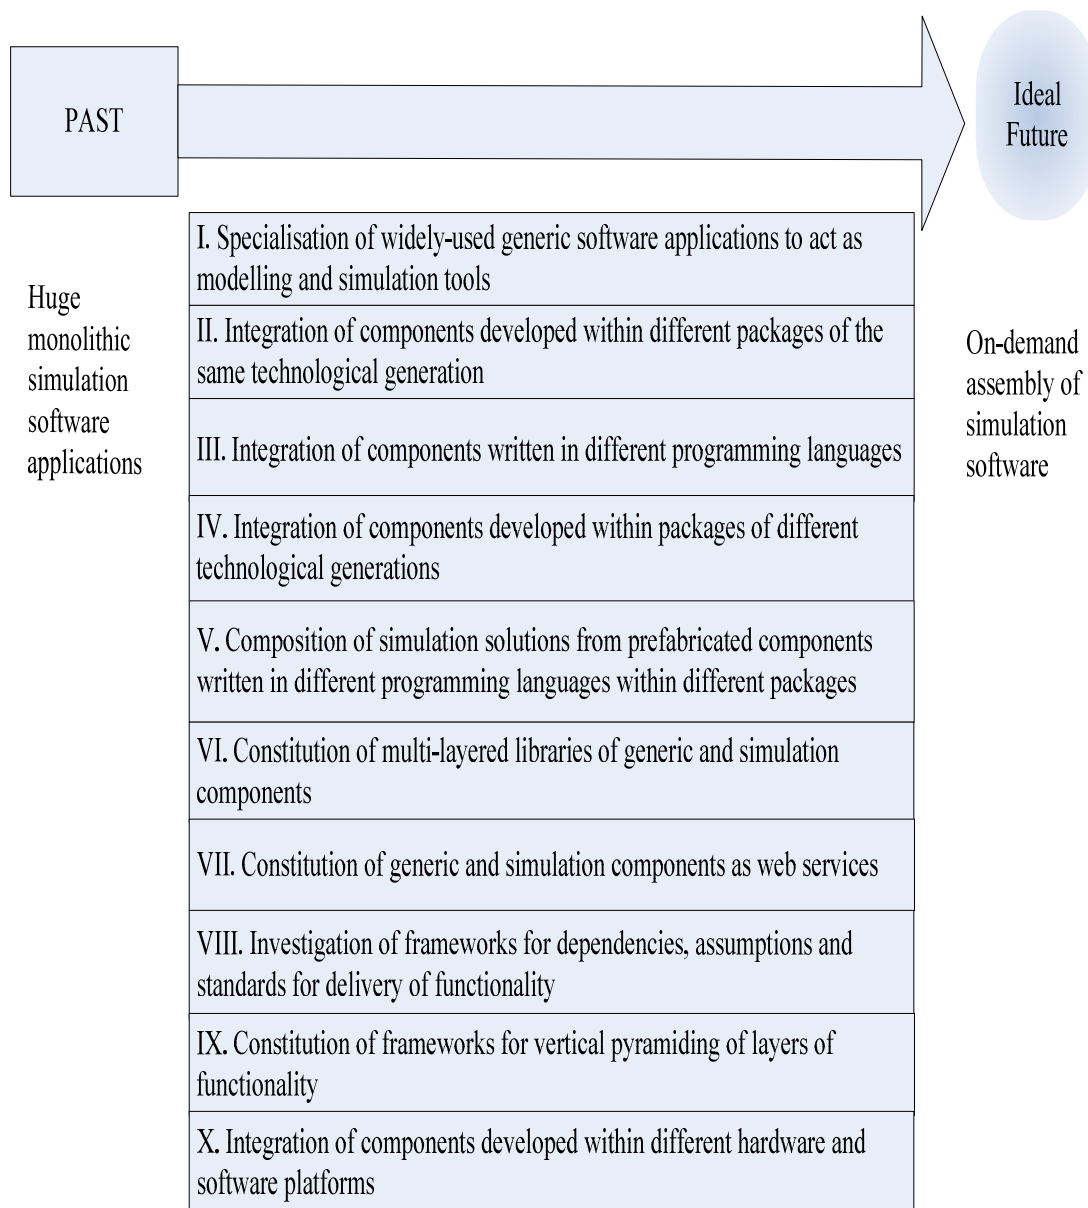 PAST
Ideal
Future
Huge
monolithic
simulation
software
applications
I. Specialisation of widely-used generic software applications to act as
modelling and simulation tools
II. Integration of components developed within different packages of the
same technological generation
III. Integration of components written in different programming languages
IV. Integration of components developed within packages of different
technological generations
V. Composition of simulation solutions from prefabricated components
written in different programming languages within different packages
VI. Constitution of multi-layered libraries of generic and simulation
components
VII. Constitution of generic and simulation components as web services
VIII. Investigation of frameworks for dependencies, assumptions and
standards for delivery of functionality
IX. Constitution of frameworks for vertical pyramiding of layers of
functionality
X. Integration of components developed within different hardware and
software platforms
On-demand
assembly of
simulation
software